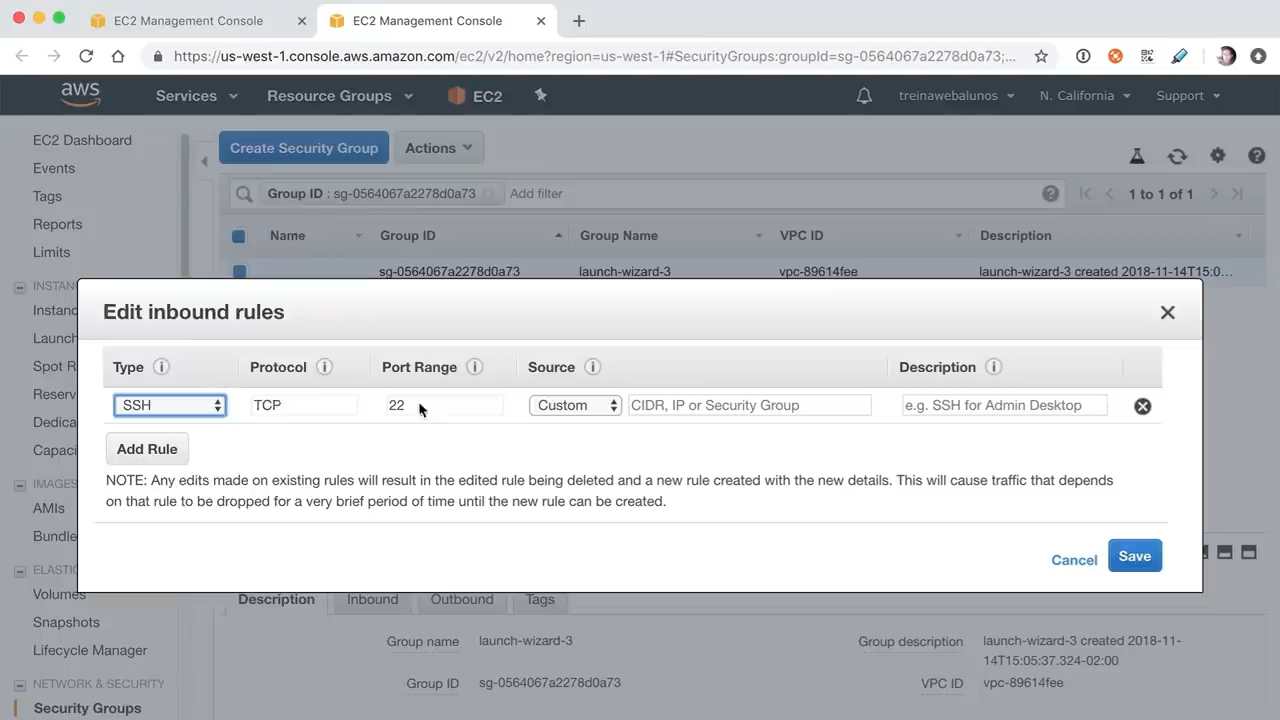 EC2 Management Console
EC2 Management Console
https://us-west-1.console.aws.amazon.com/ec2/v2/home?region=us-west-1#SecurityGroups:groupId=sg-0564067a2278d0a73;...
aws Services Resource Groups EC2 treinawebalunos N. California Support
EC2 Dashboard
Events
Tags
Reports
Limits
INSTAN
Instanc
Launch
Spot R
Reserv
Dedica
Capaci
IMAGES
AMIs
Bundle
ELASTIC
Volumes
Snapshots
Lifecycle Manager
NETWORK & SECURITY
Security Groups
Create Security Group Actions
Group ID : sg-0564067a2278d0a73 Add filter 1 to 1 of 1
Name Group ID Group Name VPC ID Description
sg-0564067a2278d0a73 launch-wizard-3 vpc-89614fee launch-wizard-3 created 2018-11-14T15:0...
Edit inbound rules
Type Protocol Port Range Source Description
SSH TCP 22 Custom CIDR, IP or Security Group e.g. SSH for Admin Desktop
Add Rule
NOTE: Any edits made on existing rules will result in the edited rule being deleted and a new rule created with the new details. This will cause traffic that depends
on that rule to be dropped for a very brief period of time until the new rule can be created.
Cancel Save
Description Inbound Outbound Tags
Group name launch-wizard-3 Group description launch-wizard-3 created 2018-11-
14T15:05:37.324-02:00
Group ID sg-0564067a2278d0a73 VPC ID vpc-89614fee